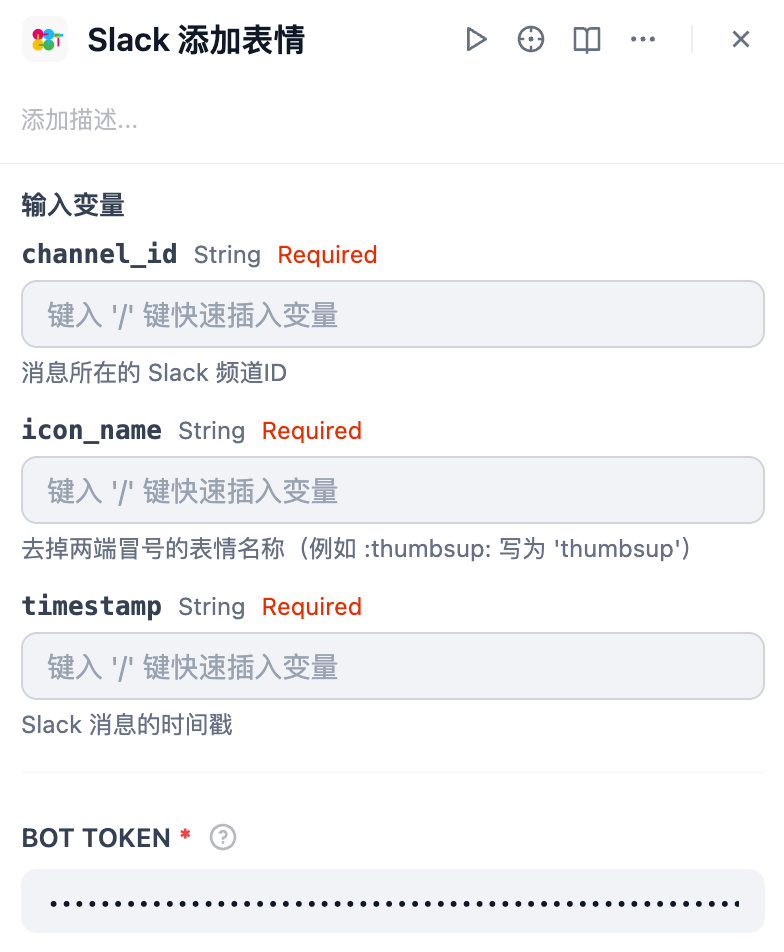 Slack 添加表情
添加描述...
输入变量
channel_id String Required
键入 '/' 键快速插入变量
消息所在的 Slack 频道ID
icon_name String Required
键入 '/' 键快速插入变量
去掉两端冒号的表情名称（例如 :thumbsup: 写为 'thumbsup'）
timestamp String Required
键入 '/' 键快速插入变量
Slack 消息的时间戳
BOT TOKEN *